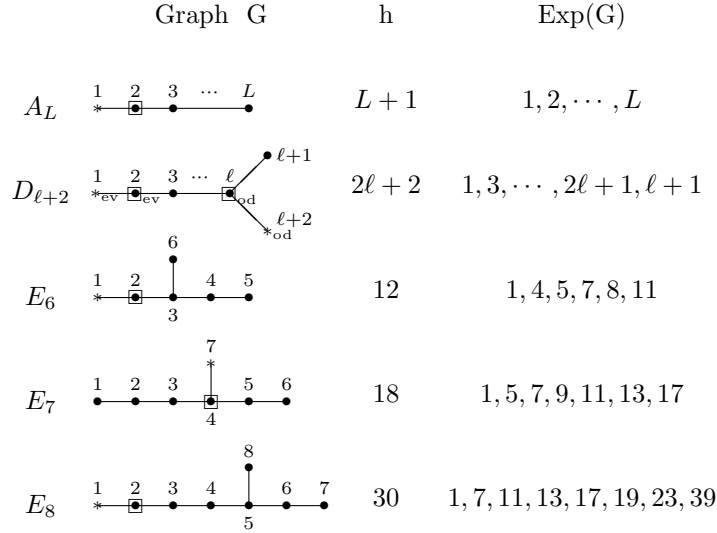 Graph G h Exp(G)
1 2 3 ... L
A_L * L + 1 1, 2, ⋯ , L
ℓ+1
1 2 3 ... ℓ
D_{ℓ+2} *ev ev od 2ℓ + 2 1, 3, ⋯ , 2ℓ + 1, ℓ + 1
ℓ+2
*od
6
1 2 4 5
E_6 * 12 1, 4, 5, 7, 8, 11
3
7
*
1 2 3 5 6
E_7 18 1, 5, 7, 9, 11, 13, 17
4
8
1 2 3 4 6 7
E_8 * 30 1, 7, 11, 13, 17, 19, 23, 39
5